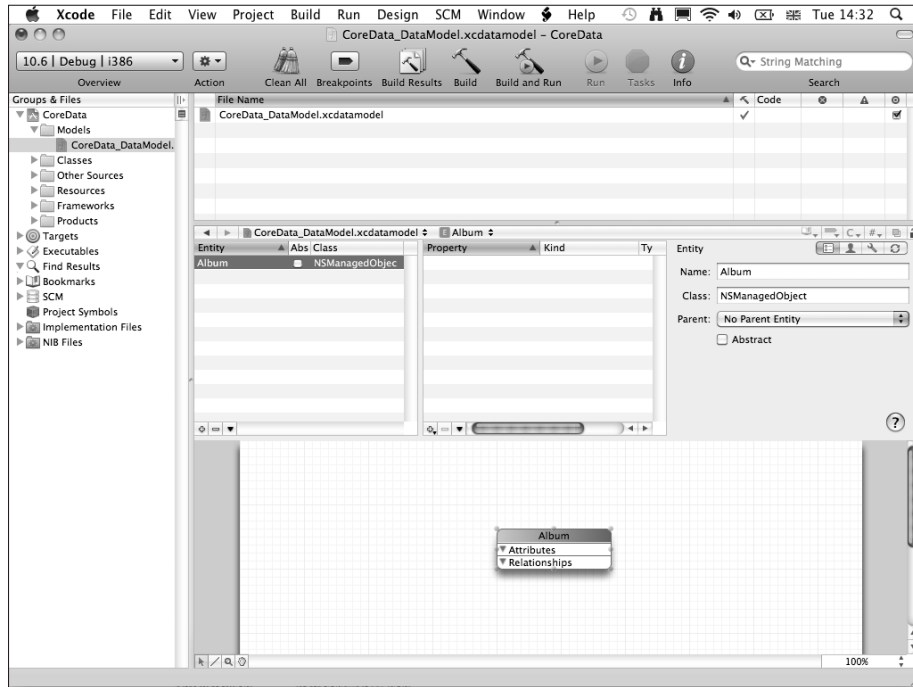 Xcode File Edit View Project Build Run Design SCM Window Help Tue 14:32
CoreData_DataModel.xcdatamodel – CoreData
10.6 | Debug | i386
String Matching
Overview Action Clean All Breakpoints Build Results Build Build and Run Run Tasks Info Search
Groups & Files
File Name Code
CoreData
CoreData_DataModel.xcdatamodel
Models
CoreData_DataModel.
Classes
Other Sources
Resources
Frameworks
Products
Targets
Executables
Find Results
Bookmarks
SCM
Project Symbols
Implementation Files
NIB Files
CoreData_DataModel.xcdatamodel Album
C #
Entity Abs Class
Album NSManagedObjec
Property Kind Ty
Entity
Name: Album
Class: NSManagedObject
Parent: No Parent Entity
Abstract
?
Album
Attributes
Relationships
100%